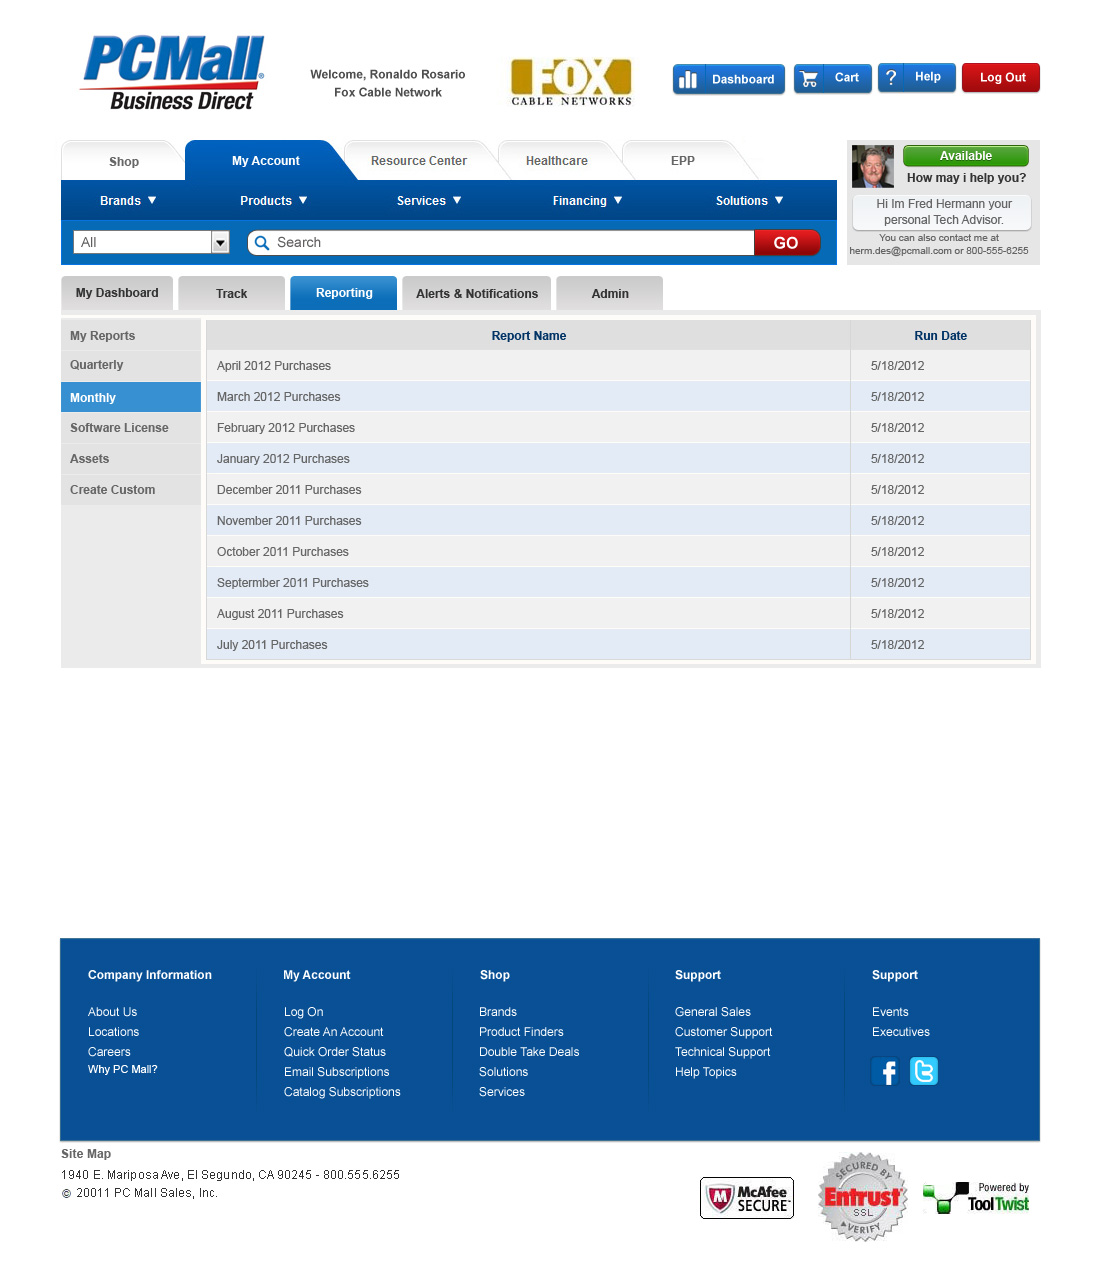 PCMall
Business Direct
Welcome, Ronaldo Rosario
Fox Cable Network
FOX
CABLE NETWORKS
Dashboard
Cart
Help
Log Out
Shop
My Account
Resource Center
Healthcare
EPP
Brands ▼
Products ▼
Services ▼
Financing ▼
Solutions ▼
All
Search
GO
Available
How may i help you?
Hi Im Fred Hermann your
personal Tech Advisor.
You can also contact me at
herm.des@pcmall.com or 800-555-6255
My Dashboard
Track
Reporting
Alerts & Notifications
Admin
My Reports
Quarterly
Monthly
Software License
Assets
Create Custom
Report Name Run Date
April 2012 Purchases 5/18/2012
March 2012 Purchases 5/18/2012
February 2012 Purchases 5/18/2012
January 2012 Purchases 5/18/2012
December 2011 Purchases 5/18/2012
November 2011 Purchases 5/18/2012
October 2011 Purchases 5/18/2012
Septermber 2011 Purchases 5/18/2012
August 2011 Purchases 5/18/2012
July 2011 Purchases 5/18/2012
Company Information
About Us
Locations
Careers
Why PC Mall?
My Account
Log On
Create An Account
Quick Order Status
Email Subscriptions
Catalog Subscriptions
Shop
Brands
Product Finders
Double Take Deals
Solutions
Services
Support
General Sales
Customer Support
Technical Support
Help Topics
Support
Events
Executives
Site Map
1940 E. Mariposa Ave, El Segundo, CA 90245 - 800.555.6255
© 20011 PC Mall Sales, Inc.
McAfee
SECURE™
SECURED BY
Entrust
SSL
VERIFY
Powered by
ToolTwist